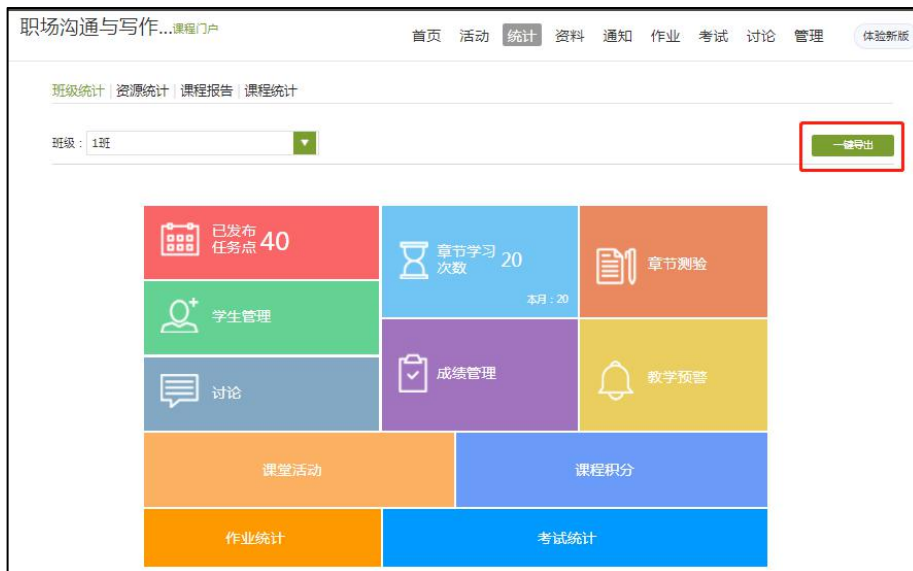 职场沟通与写作...课程门户
首页 活动 统计 资料 通知 作业 考试 讨论 管理 体验新版
班级统计 资源统计 课程报告 课程统计
班级：1班
一键导出
已发布
任务点 40
章节学习
次数 20
本月：20
章节测验
学生管理
成绩管理
教学预警
讨论
课堂活动
课程积分
作业统计
考试统计